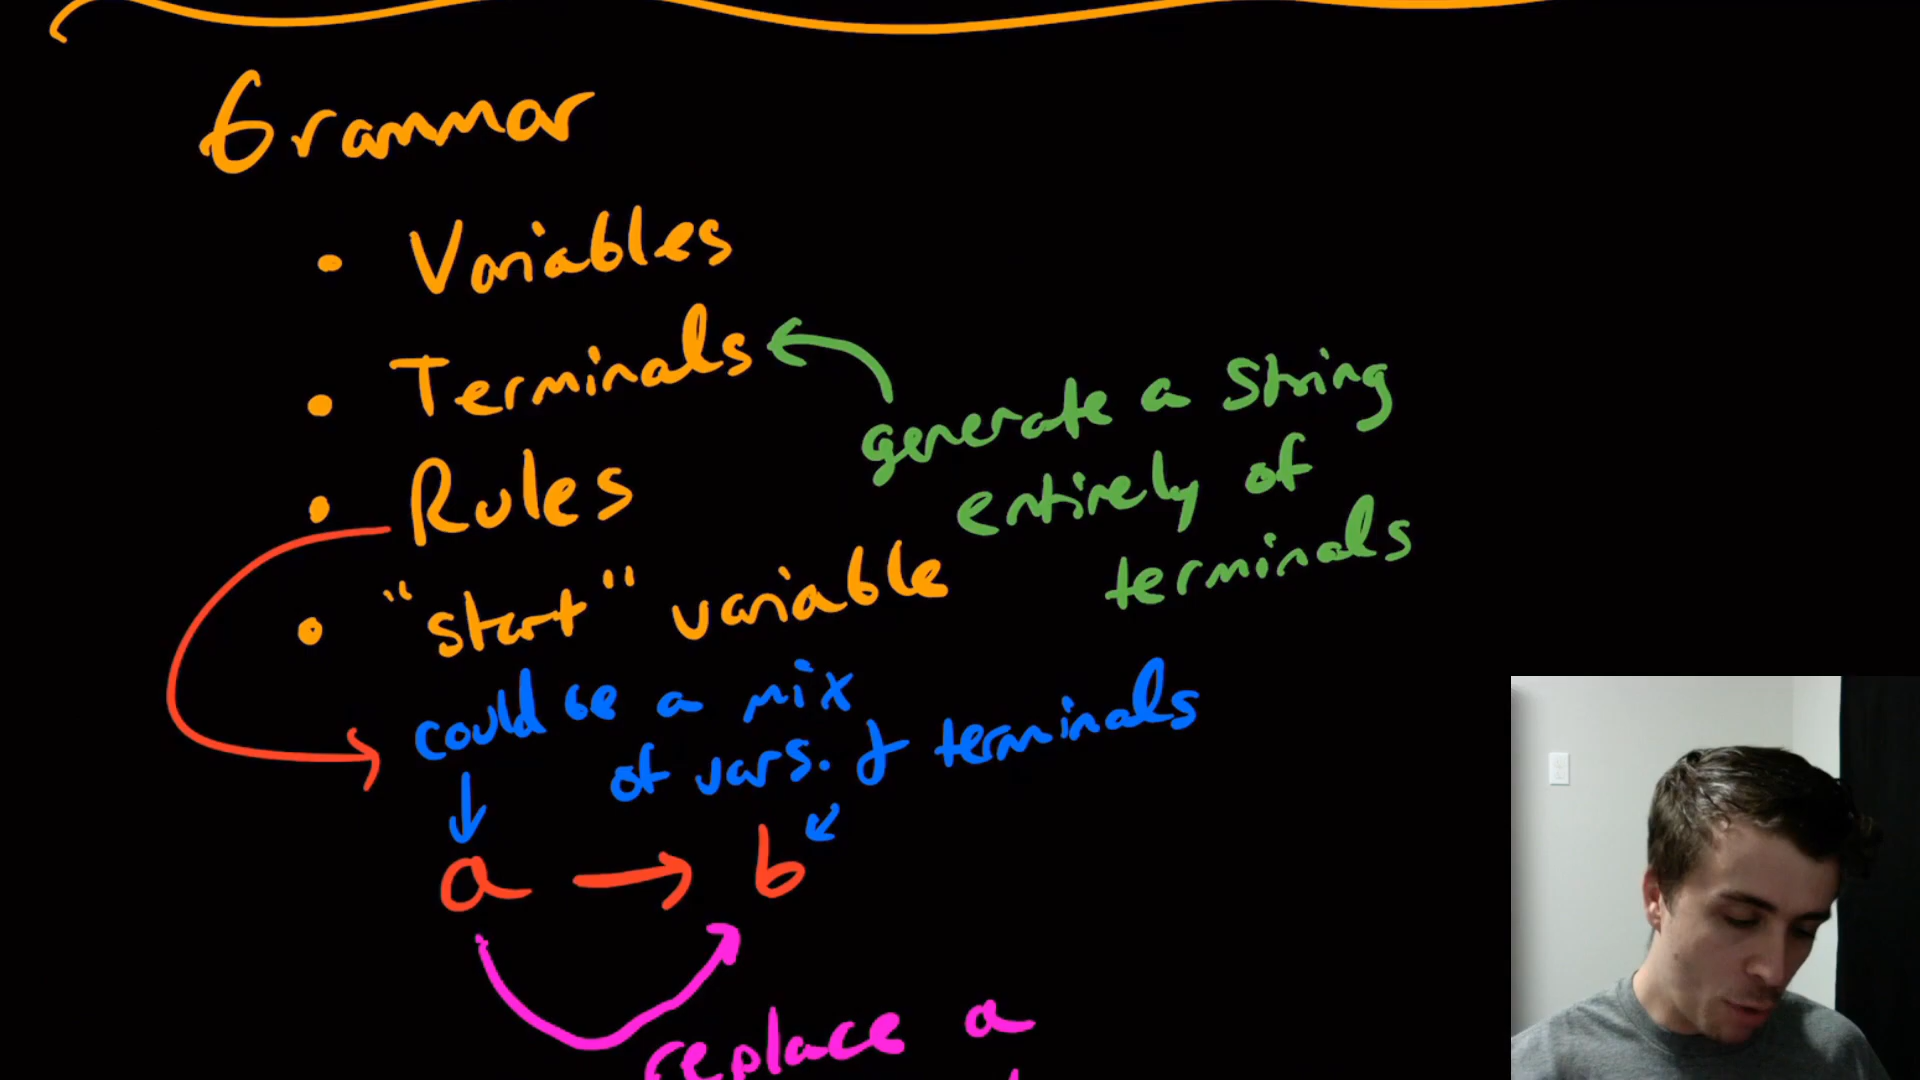 Grammar
• Variables
• Terminals
generate a string
entirely of
terminals
• Rules
• "start" variable
could be a mix
of vars. & terminals
a → b
replace a